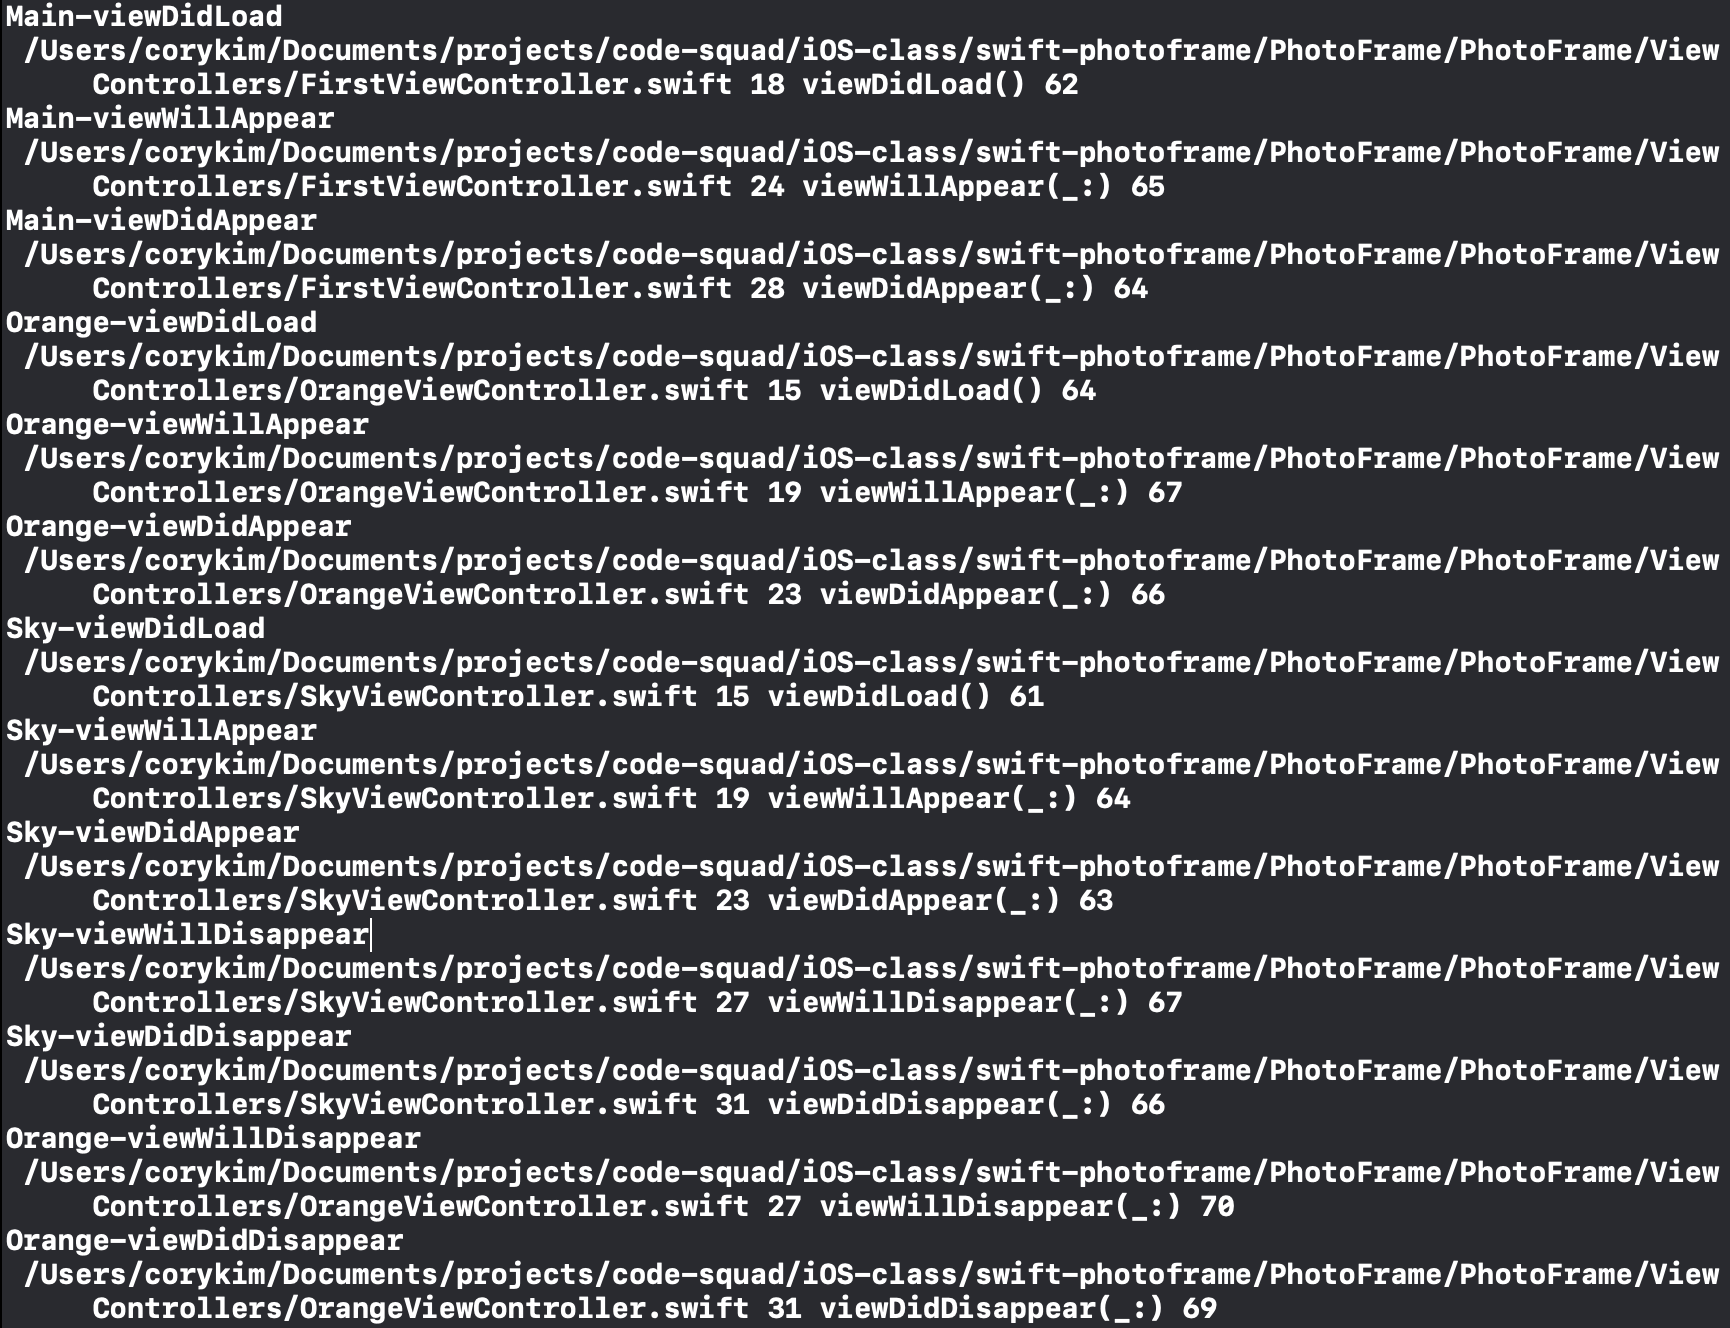 Main-viewDidLoad
/Users/corykim/Documents/projects/code-squad/iOS-class/swift-photoframe/PhotoFrame/PhotoFrame/View
Controllers/FirstViewController.swift 18 viewDidLoad() 62
Main-viewWillAppear
/Users/corykim/Documents/projects/code-squad/iOS-class/swift-photoframe/PhotoFrame/PhotoFrame/View
Controllers/FirstViewController.swift 24 viewWillAppear(_:) 65
Main-viewDidAppear
/Users/corykim/Documents/projects/code-squad/iOS-class/swift-photoframe/PhotoFrame/PhotoFrame/View
Controllers/FirstViewController.swift 28 viewDidAppear(_:) 64
Orange-viewDidLoad
/Users/corykim/Documents/projects/code-squad/iOS-class/swift-photoframe/PhotoFrame/PhotoFrame/View
Controllers/OrangeViewController.swift 15 viewDidLoad() 64
Orange-viewWillAppear
/Users/corykim/Documents/projects/code-squad/iOS-class/swift-photoframe/PhotoFrame/PhotoFrame/View
Controllers/OrangeViewController.swift 19 viewWillAppear(_:) 67
Orange-viewDidAppear
/Users/corykim/Documents/projects/code-squad/iOS-class/swift-photoframe/PhotoFrame/PhotoFrame/View
Controllers/OrangeViewController.swift 23 viewDidAppear(_:) 66
Sky-viewDidLoad
/Users/corykim/Documents/projects/code-squad/iOS-class/swift-photoframe/PhotoFrame/PhotoFrame/View
Controllers/SkyViewController.swift 15 viewDidLoad() 61
Sky-viewWillAppear
/Users/corykim/Documents/projects/code-squad/iOS-class/swift-photoframe/PhotoFrame/PhotoFrame/View
Controllers/SkyViewController.swift 19 viewWillAppear(_:) 64
Sky-viewDidAppear
/Users/corykim/Documents/projects/code-squad/iOS-class/swift-photoframe/PhotoFrame/PhotoFrame/View
Controllers/SkyViewController.swift 23 viewDidAppear(_:) 63
Sky-viewWillDisappear
/Users/corykim/Documents/projects/code-squad/iOS-class/swift-photoframe/PhotoFrame/PhotoFrame/View
Controllers/SkyViewController.swift 27 viewWillDisappear(_:) 67
Sky-viewDidDisappear
/Users/corykim/Documents/projects/code-squad/iOS-class/swift-photoframe/PhotoFrame/PhotoFrame/View
Controllers/SkyViewController.swift 31 viewDidDisappear(_:) 66
Orange-viewWillDisappear
/Users/corykim/Documents/projects/code-squad/iOS-class/swift-photoframe/PhotoFrame/PhotoFrame/View
Controllers/OrangeViewController.swift 27 viewWillDisappear(_:) 70
Orange-viewDidDisappear
/Users/corykim/Documents/projects/code-squad/iOS-class/swift-photoframe/PhotoFrame/PhotoFrame/View
Controllers/OrangeViewController.swift 31 viewDidDisappear(_:) 69